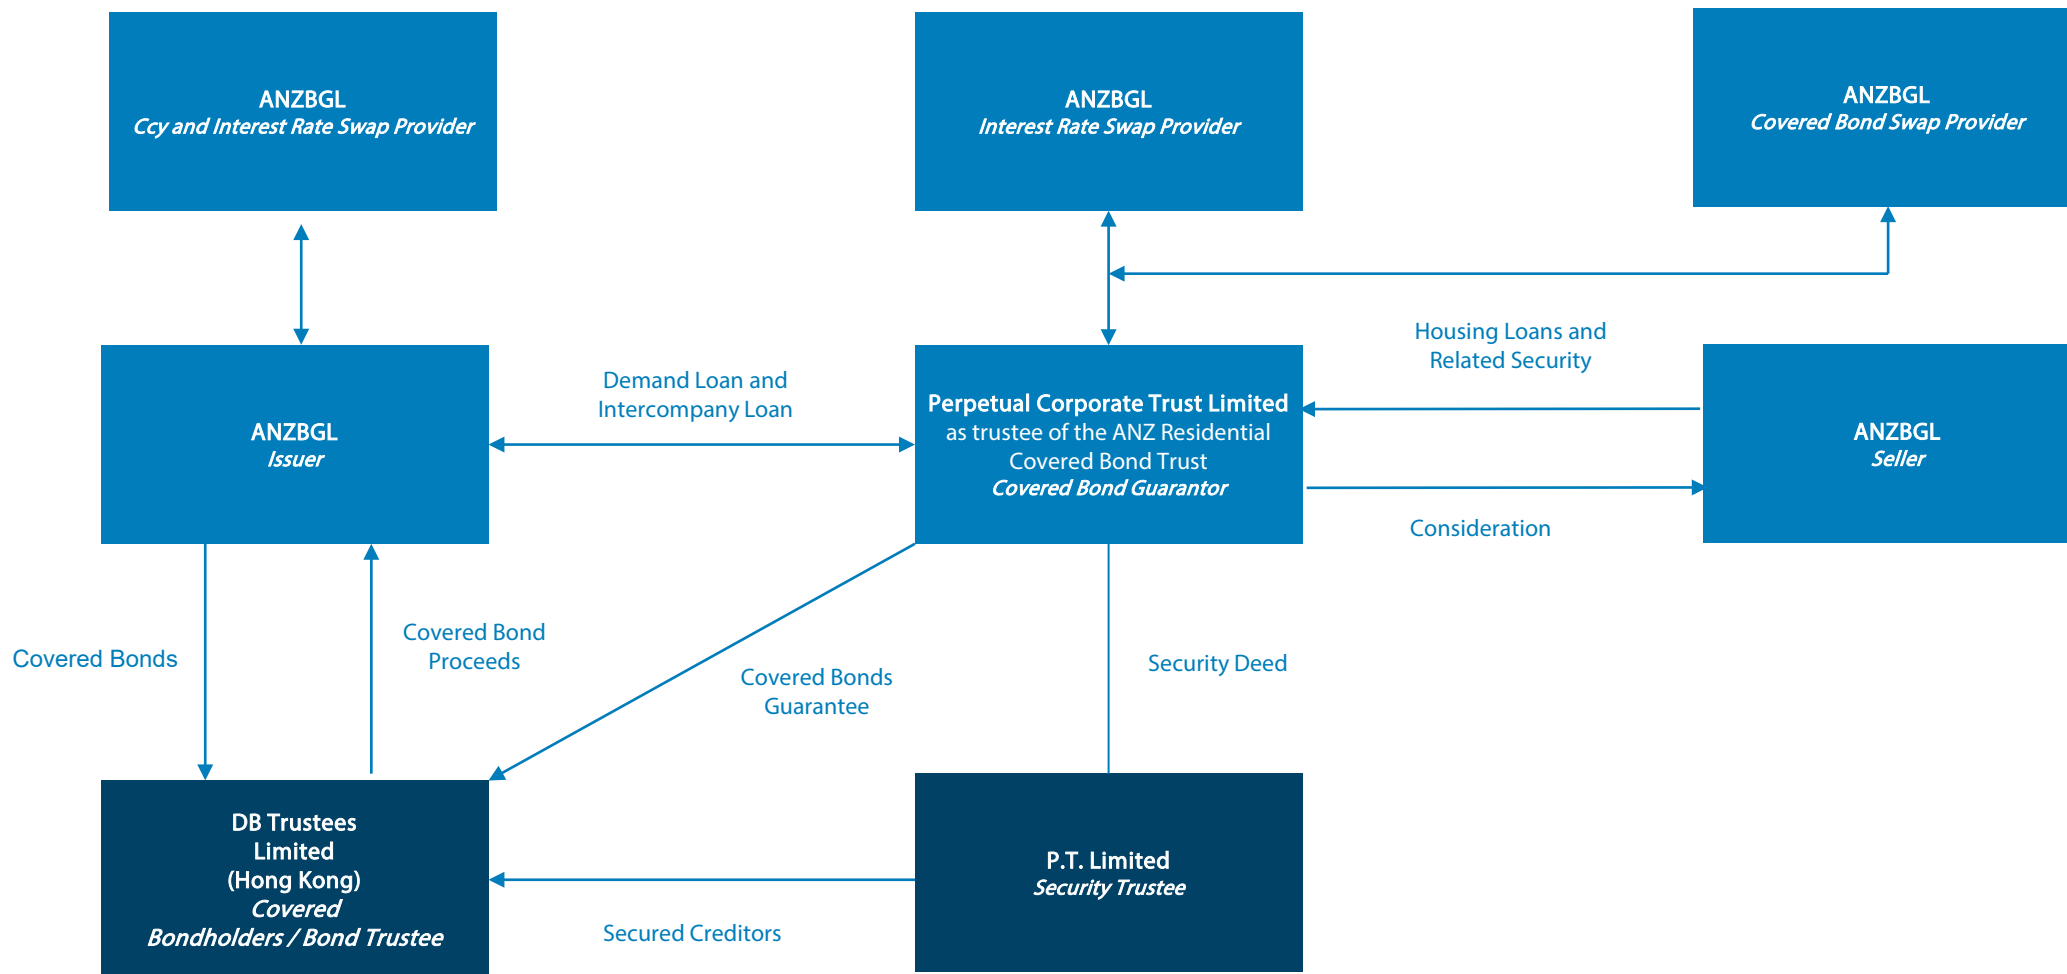 ANZBGL
Ccy and Interest Rate Swap Provider
ANZBGL
Interest Rate Swap Provider
ANZBGL
Covered Bond Swap Provider
Housing Loans and
Related Security
Demand Loan and
Intercompany Loan
ANZBGL
Issuer
Perpetual Corporate Trust Limited
as trustee of the ANZ Residential
Covered Bond Trust
Covered Bond Guarantor
ANZBGL
Seller
Consideration
Covered Bonds
Covered Bond
Proceeds
Covered Bonds
Guarantee
Security Deed
DB Trustees
Limited
(Hong Kong)
Covered
Bondholders / Bond Trustee
P.T. Limited
Security Trustee
Secured Creditors